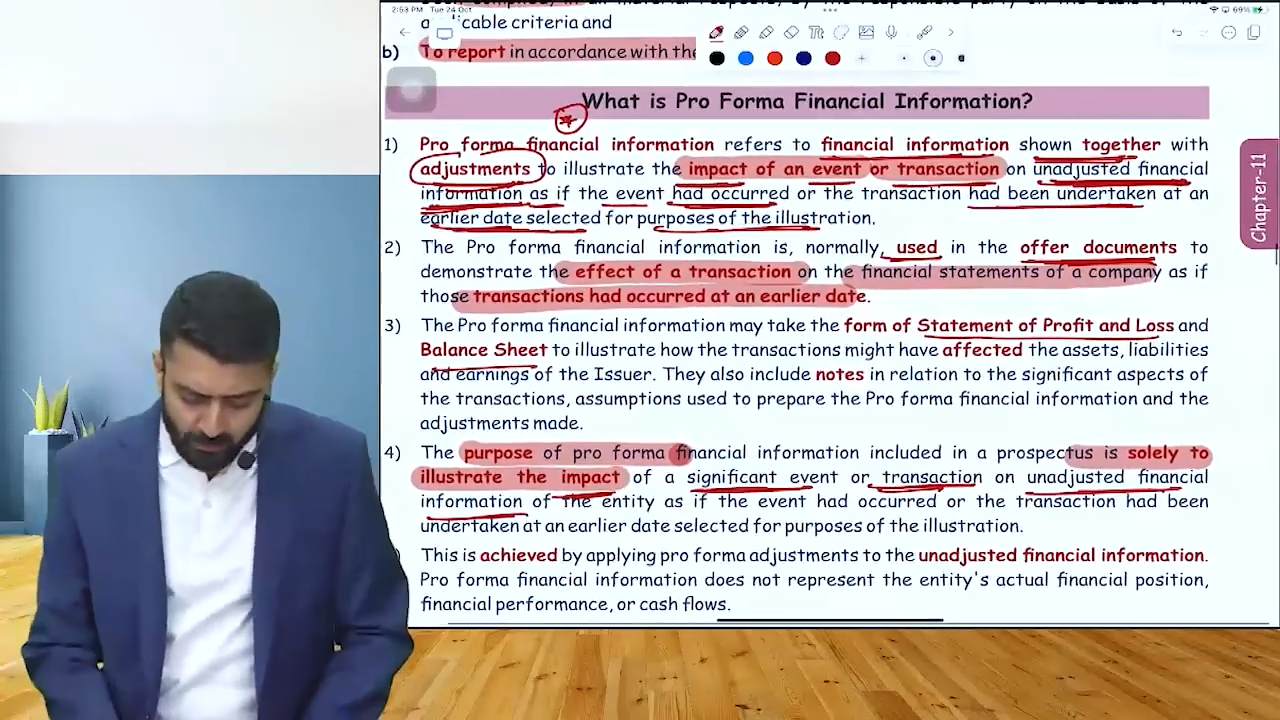 2:53 PM Tue 24 Oct
69%
applicable criteria and
b) To report in accordance with the
What is Pro Forma Financial Information?
1) Pro forma financial information refers to financial information shown together with
adjustments to illustrate the impact of an event or transaction on unadjusted financial
information as if the event had occurred or the transaction had been undertaken at an
earlier date selected for purposes of the illustration.
2) The Pro forma financial information is, normally, used in the offer documents to
demonstrate the effect of a transaction on the financial statements of a company as if
those transactions had occurred at an earlier date.
3) The Pro forma financial information may take the form of Statement of Profit and Loss and
Balance Sheet to illustrate how the transactions might have affected the assets, liabilities
and earnings of the Issuer. They also include notes in relation to the significant aspects of
the transactions, assumptions used to prepare the Pro forma financial information and the
adjustments made.
4) The purpose of pro forma financial information included in a prospectus is solely to
illustrate the impact of a significant event or transaction on unadjusted financial
information of the entity as if the event had occurred or the transaction had been
undertaken at an earlier date selected for purposes of the illustration.
This is achieved by applying pro forma adjustments to the unadjusted financial information.
Pro forma financial information does not represent the entity's actual financial position,
financial performance, or cash flows.
Chapter-11